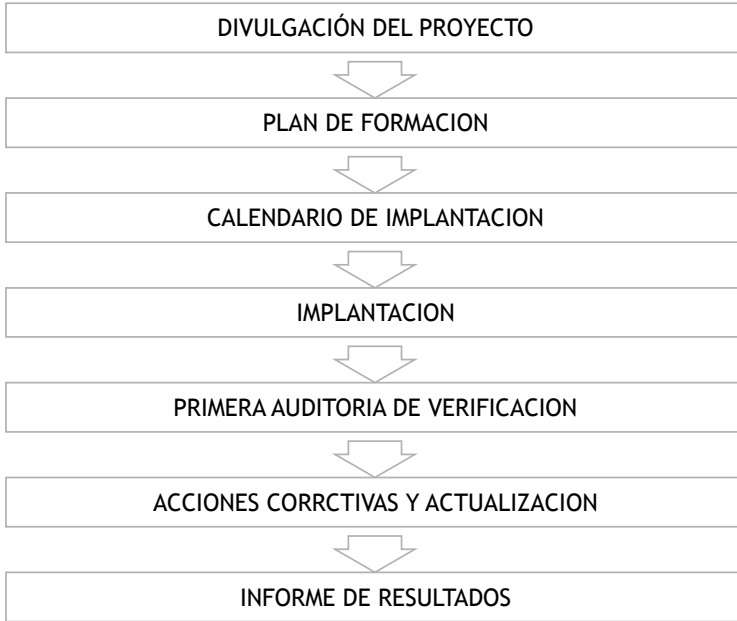 DIVULGACIÓN DEL PROYECTO
PLAN DE FORMACION
CALENDARIO DE IMPLANTACION
IMPLANTACION
PRIMERA AUDITORIA DE VERIFICACION
ACCIONES CORRCTIVAS Y ACTUALIZACION
INFORME DE RESULTADOS